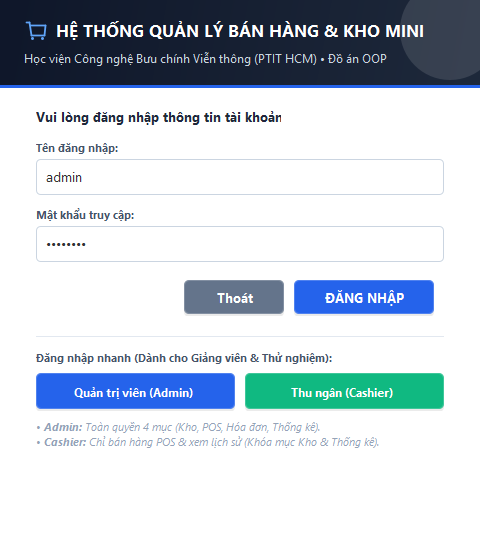 HỆ THỐNG QUẢN LÝ BÁN HÀNG & KHO MINI
Học viện Công nghệ Bưu chính Viễn thông (PTIT HCM) • Đồ án OOP
Vui lòng đăng nhập thông tin tài khoản
Tên đăng nhập:
admin
Mật khẩu truy cập:
••••••••
Thoát
ĐĂNG NHẬP
Đăng nhập nhanh (Dành cho Giảng viên & Thử nghiệm):
Quản trị viên (Admin)
Thu ngân (Cashier)
• Admin: Toàn quyền 4 mục (Kho, POS, Hóa đơn, Thống kê).
• Cashier: Chỉ bán hàng POS & xem lịch sử (Khóa mục Kho & Thống kê).